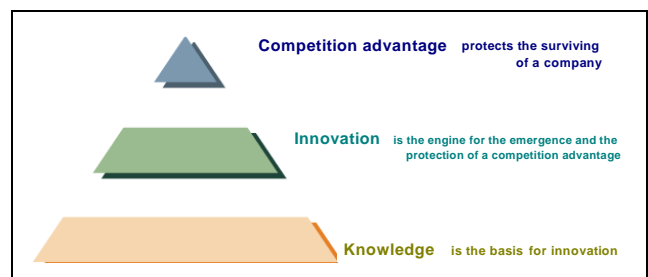 Competition advantage protects the surviving
of a company
Innovation is the engine for the emergence and the
protection of a competition advantage
Knowledge is the basis for innovation